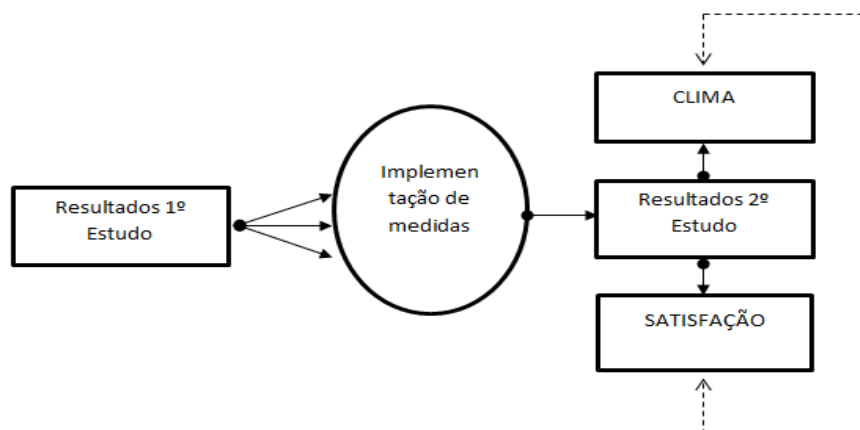 Resultados 1º
Estudo
Implemen
tação de
medidas
CLIMA
Resultados 2º
Estudo
SATISFAÇÃO